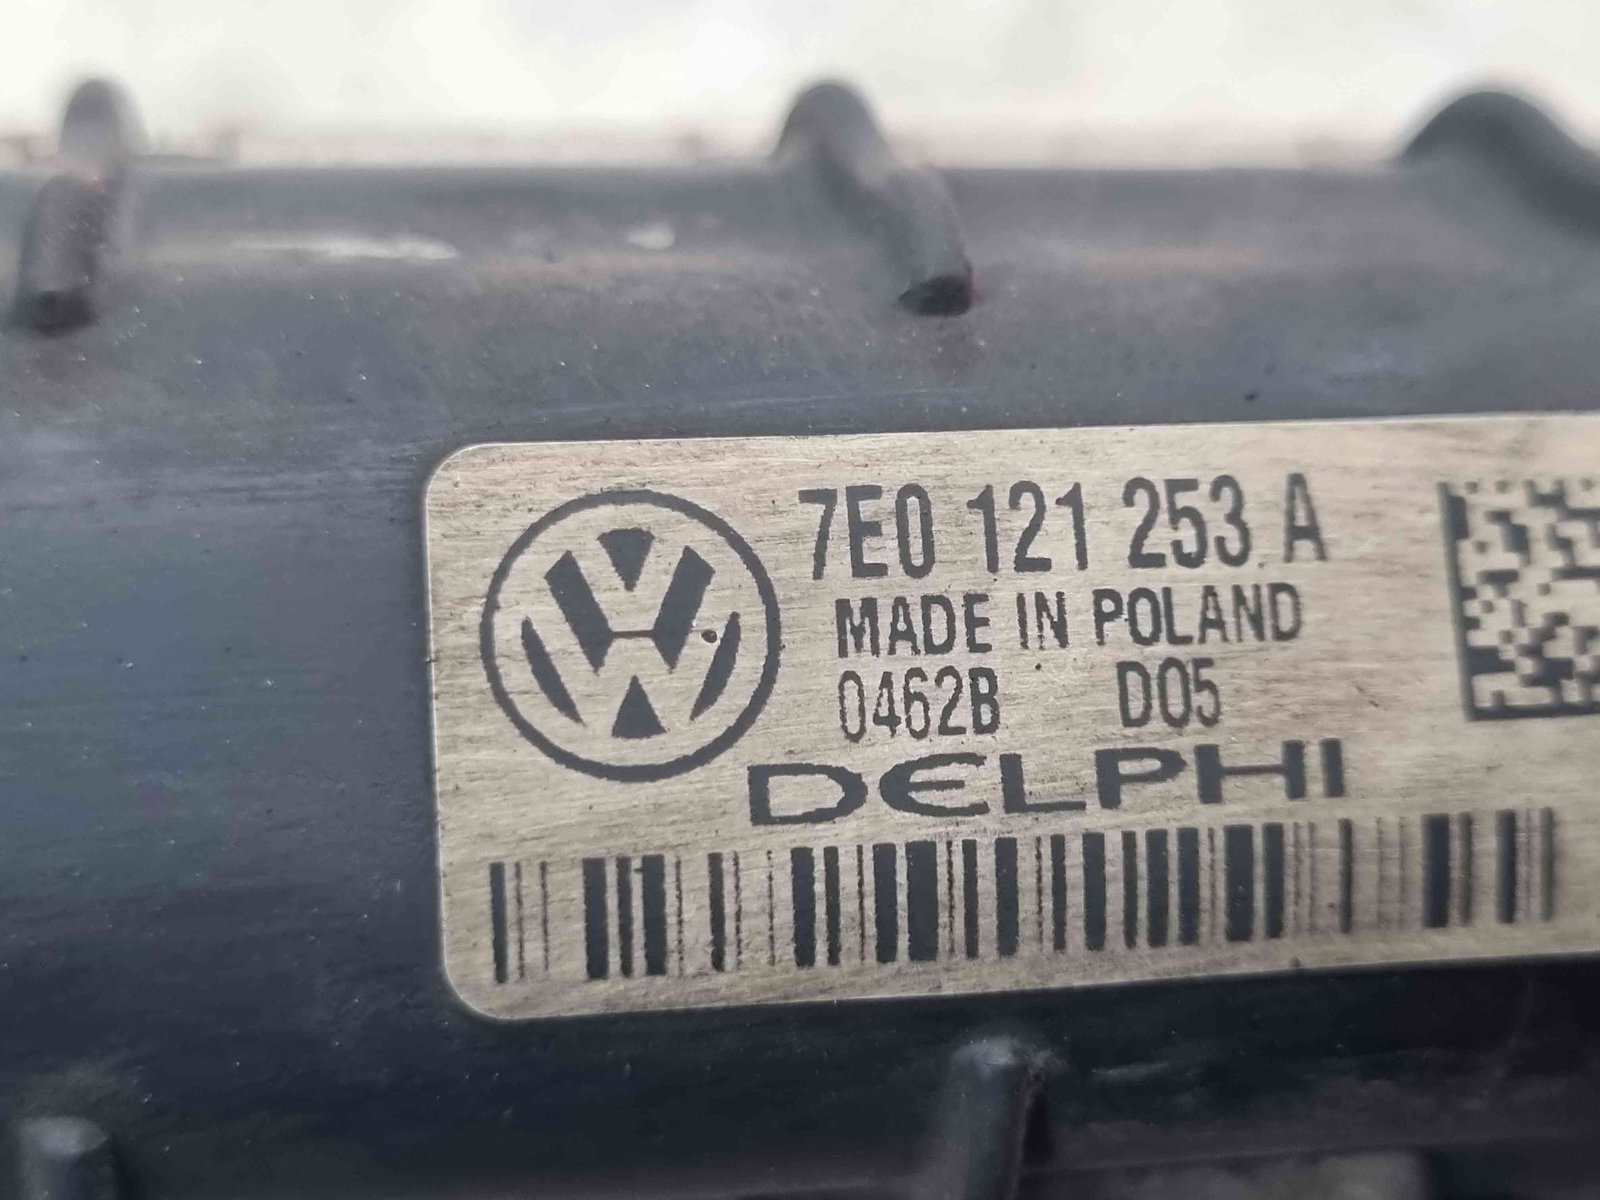 7E0 121 253 A
MADE IN POLAND
0462B D05
DELPHI